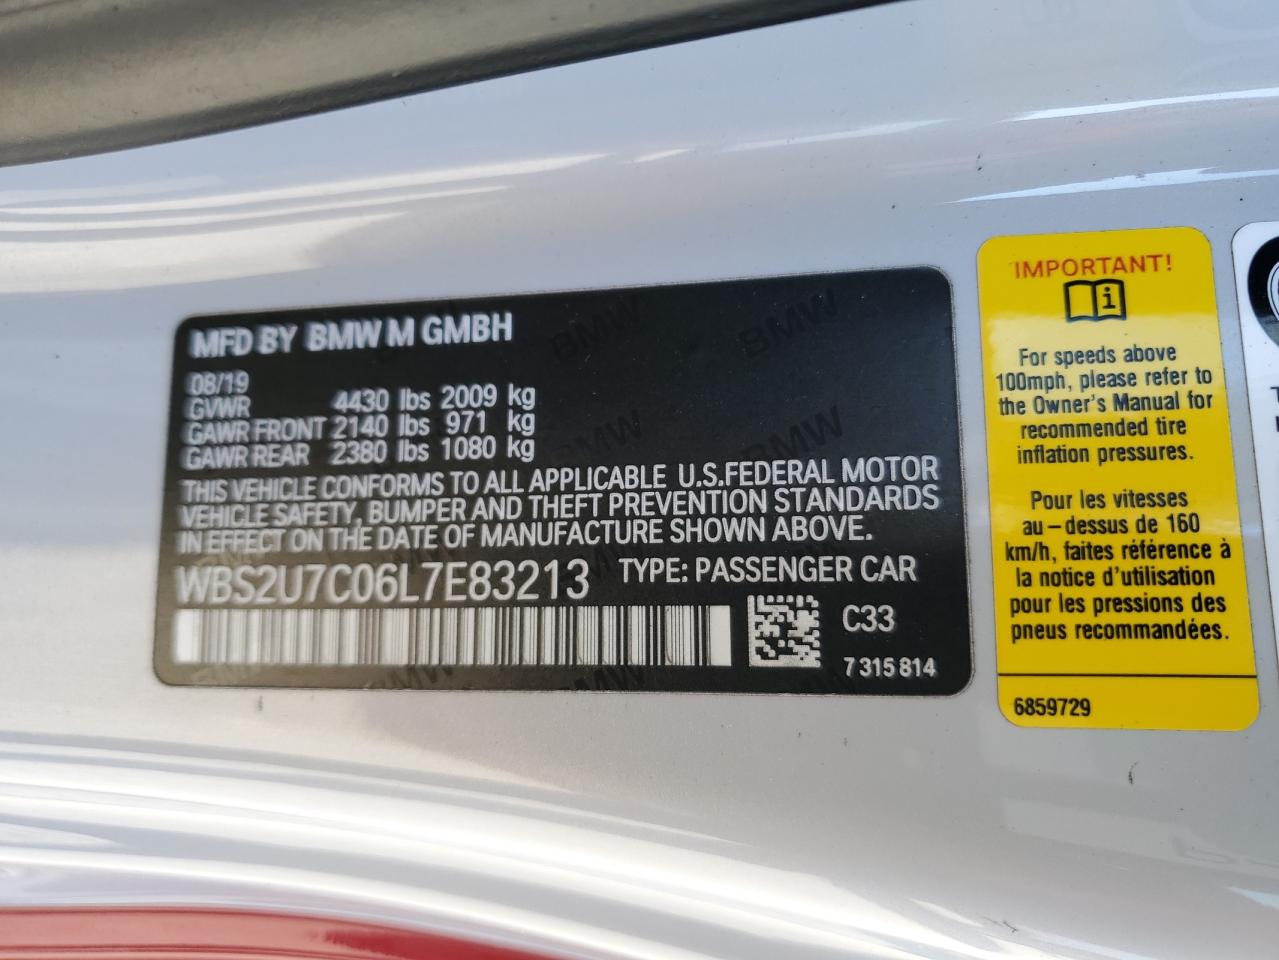 MFD BY BMW M GMBH
08/19
GVWR 4430 lbs 2009 kg
GAWR FRONT 2140 lbs 971 kg
GAWR REAR 2380 lbs 1080 kg
THIS VEHICLE CONFORMS TO ALL APPLICABLE U.S.FEDERAL MOTOR
VEHICLE SAFETY, BUMPER AND THEFT PREVENTION STANDARDS
IN EFFECT ON THE DATE OF MANUFACTURE SHOWN ABOVE.
WBS2U7C06L7E83213 TYPE: PASSENGER CAR
C33
7 315 814
IMPORTANT!
For speeds above
100mph, please refer to
the Owner's Manual for
recommended tire
inflation pressures.
Pour les vitesses
au-dessus de 160
km/h, faites référence à
la notice d'utilisation
pour les pressions des
pneus recommandées.
6859729